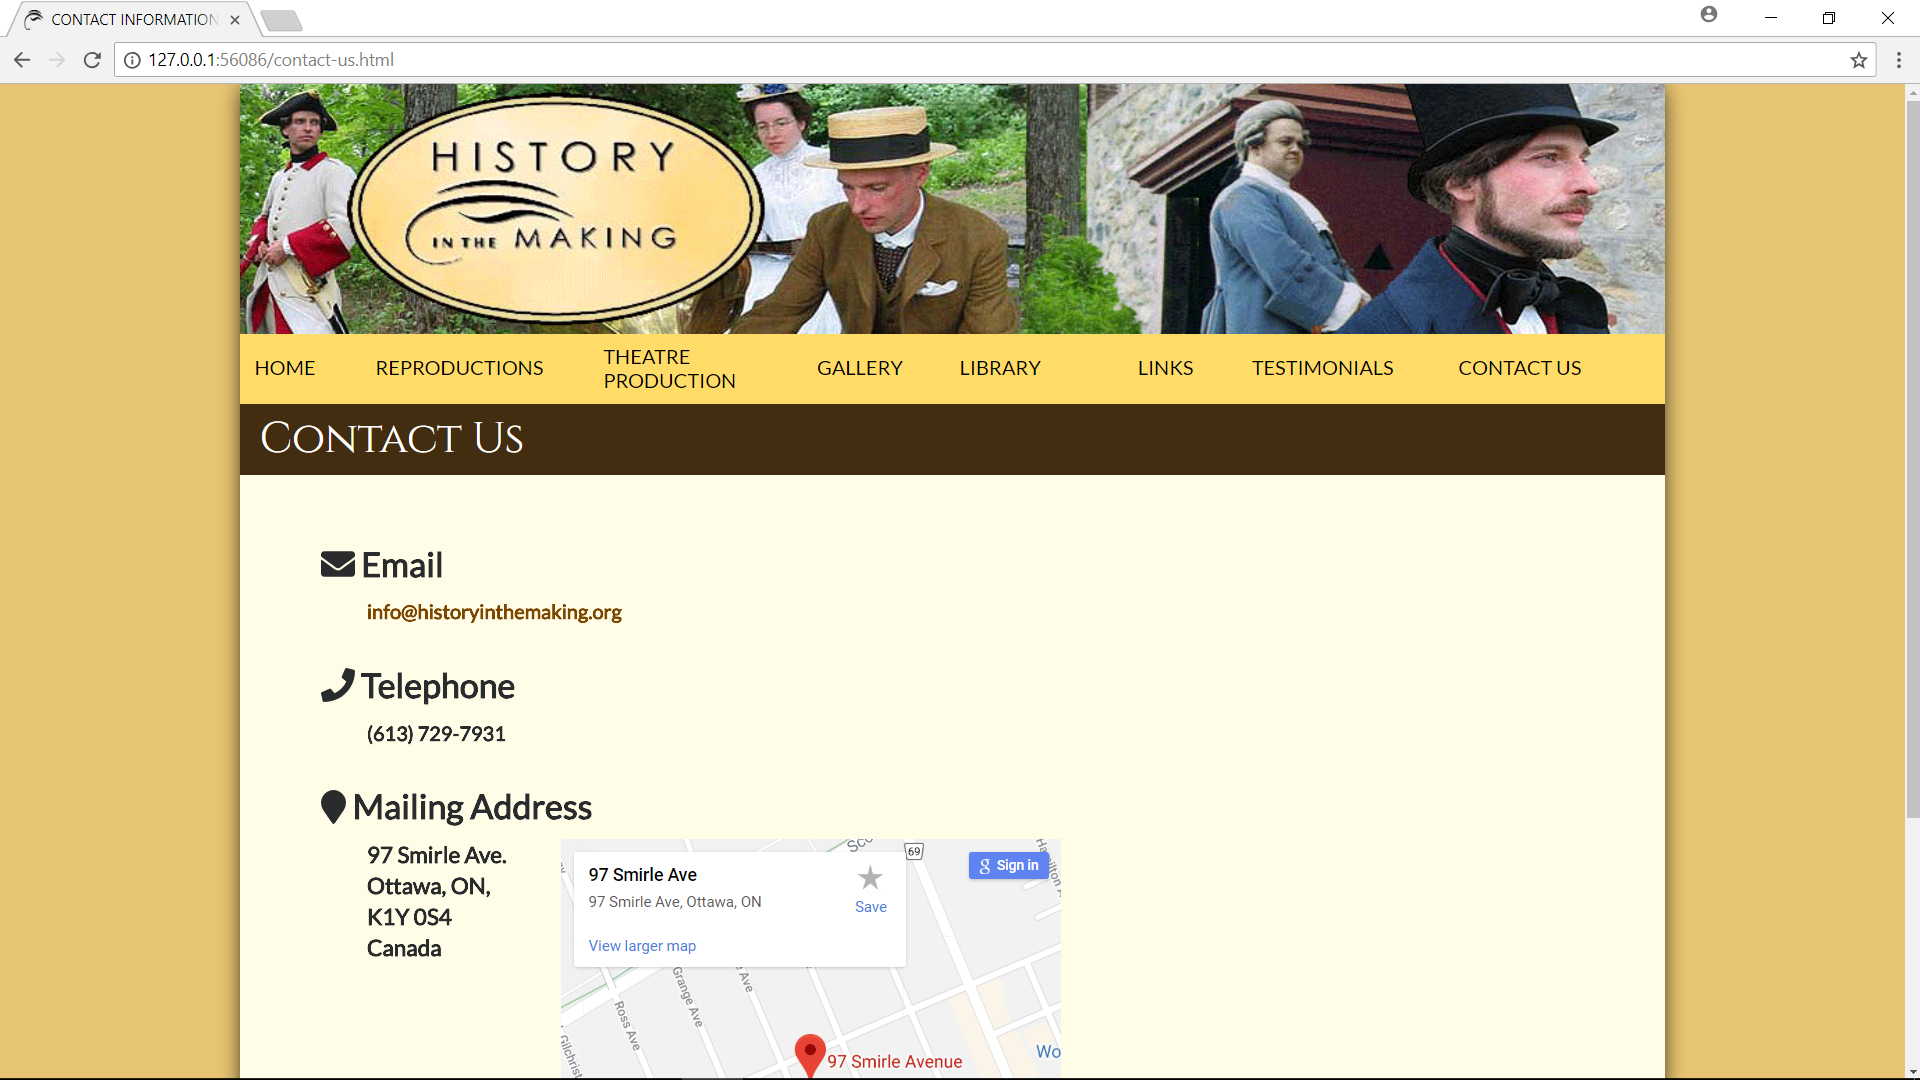 CONTACT INFORMATION
127.0.0.1:56086/contact-us.html
HISTORY
IN THE MAKING
HOME
REPRODUCTIONS
THEATRE
PRODUCTION
GALLERY
LIBRARY
LINKS
TESTIMONIALS
CONTACT US
Contact Us
Email
info@historyinthemaking.org
Telephone
(613) 729-7931
Mailing Address
97 Smirle Ave.
Ottawa, ON,
K1Y 0S4
Canada
97 Smirle Ave
97 Smirle Ave, Ottawa, ON
Save
View larger map
69
g Sign in
Grange Ave
Ave
Ross Ave
97 Smirle Avenue
Wo